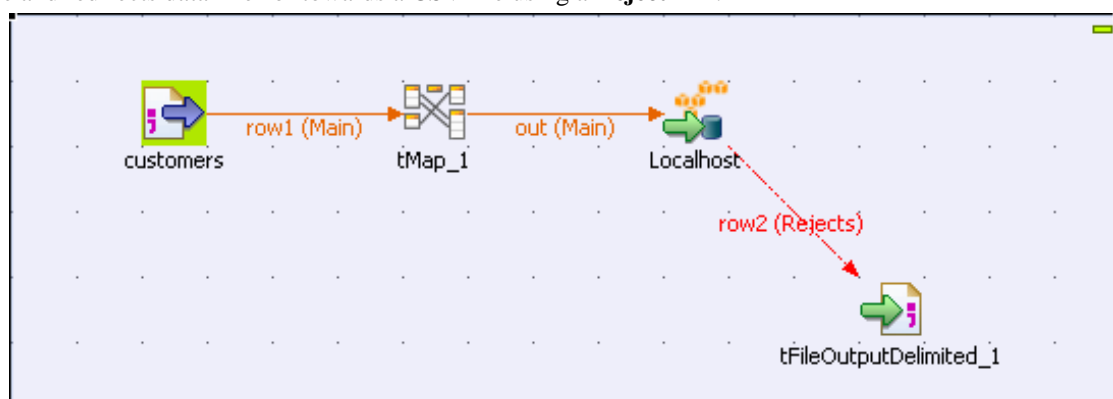 row1 (Main)
out (Main)
customers
tMap_1
Localhost
row2 (Rejects)
tFileOutputDelimited_1